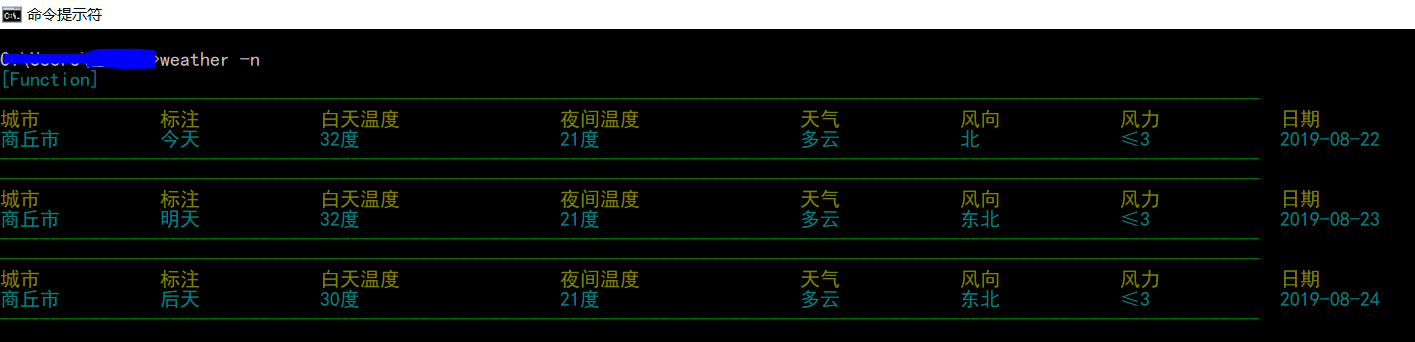 命令提示符
>weather -n
[Function]
城市 标注 白天温度 夜间温度 天气 风向 风力 日期
商丘市 今天 32度 21度 多云 北 ≤3 2019-08-22
城市 标注 白天温度 夜间温度 天气 风向 风力 日期
商丘市 明天 32度 21度 多云 东北 ≤3 2019-08-23
城市 标注 白天温度 夜间温度 天气 风向 风力 日期
商丘市 后天 30度 21度 多云 东北 ≤3 2019-08-24